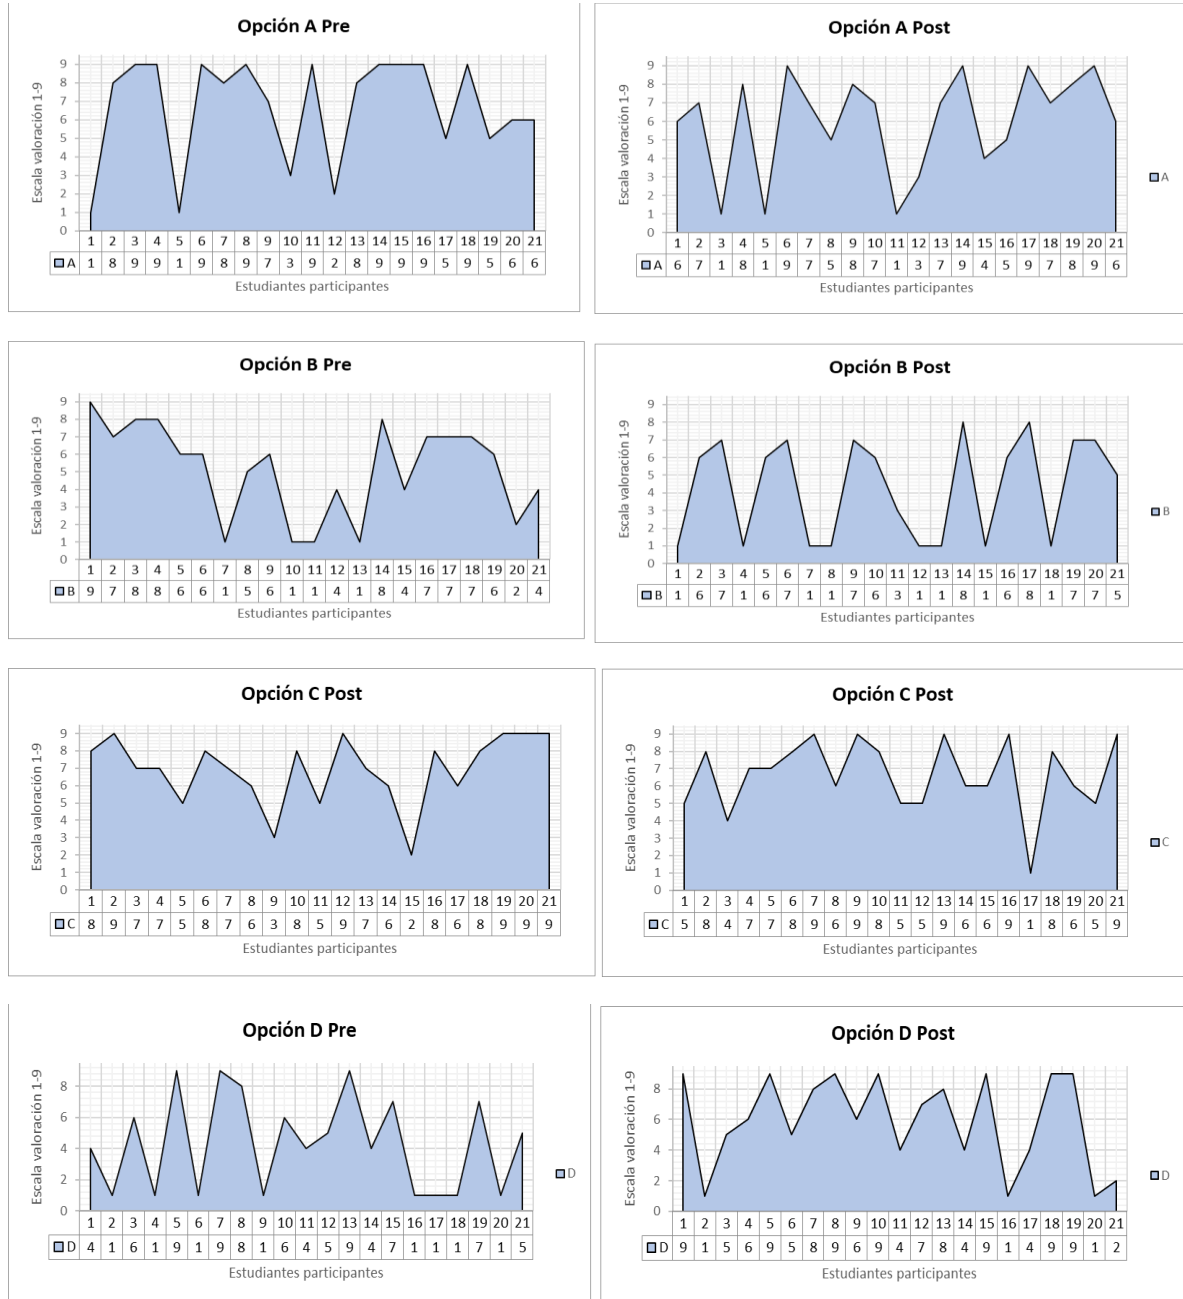 Opción A Pre
Escala valoración 1-9
9
8
7
6
5
4
3
2
1
0
1 2 3 4 5 6 7 8 9 10 11 12 13 14 15 16 17 18 19 20 21
A 1 8 9 9 1 9 8 9 7 3 9 2 8 9 9 9 5 9 5 6 6
Estudiantes participantes
Opción A Post
Escala valoración 1-9
9
8
7
6
5
4
3
2
1
0
1 2 3 4 5 6 7 8 9 10 11 12 13 14 15 16 17 18 19 20 21
A 6 7 1 8 1 9 7 5 8 7 1 3 7 9 4 5 9 7 8 9 6
Estudiantes participantes
A
Opción B Pre
Escala valoración 1-9
9
8
7
6
5
4
3
2
1
0
1 2 3 4 5 6 7 8 9 10 11 12 13 14 15 16 17 18 19 20 21
B 9 7 8 8 6 6 1 5 6 1 1 4 1 8 4 7 7 7 6 2 4
Estudiantes participantes
Opción B Post
Escala valoración 1-9
9
8
7
6
5
4
3
2
1
0
1 2 3 4 5 6 7 8 9 10 11 12 13 14 15 16 17 18 19 20 21
B 1 6 7 1 6 7 1 1 7 6 3 1 1 8 1 6 8 1 7 7 5
Estudiantes participantes
B
Opción C Post
Escala valoración 1-9
9
8
7
6
5
4
3
2
1
0
1 2 3 4 5 6 7 8 9 10 11 12 13 14 15 16 17 18 19 20 21
C 8 9 7 7 5 8 7 6 3 8 5 9 7 6 2 8 6 8 9 9 9
Estudiantes participantes
Opción C Post
Escala valoración 1-9
9
8
7
6
5
4
3
2
1
0
1 2 3 4 5 6 7 8 9 10 11 12 13 14 15 16 17 18 19 20 21
C 5 8 4 7 7 8 9 6 9 8 5 5 9 6 6 9 1 8 6 5 9
Estudiantes participantes
C
Opción D Pre
Escala valoración 1-9
8
6
4
2
0
1 2 3 4 5 6 7 8 9 10 11 12 13 14 15 16 17 18 19 20 21
D 4 1 6 1 9 1 9 8 1 6 4 5 9 4 7 1 1 1 7 1 5
Estudiantes participantes
D
Opción D Post
Escala valoración 1-9
8
6
4
2
0
1 2 3 4 5 6 7 8 9 10 11 12 13 14 15 16 17 18 19 20 21
D 9 1 5 6 9 5 8 9 6 9 4 7 8 4 9 1 4 9 9 1 2
Estudiantes participantes
D